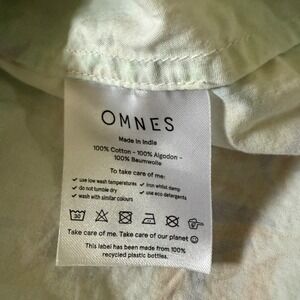 OMNES
Made in India
100% Cotton - 100% Algodon -
100% Baumwolle
To take care of me:
✓ use low wash temperatures ✓ iron whilst damp
✓ do not tumble dry ✓ use eco detergents
✓ wash with similar colours
30
Take care of me. Take care of our planet ☺
This label has been made from 100%
recycled plastic bottles.